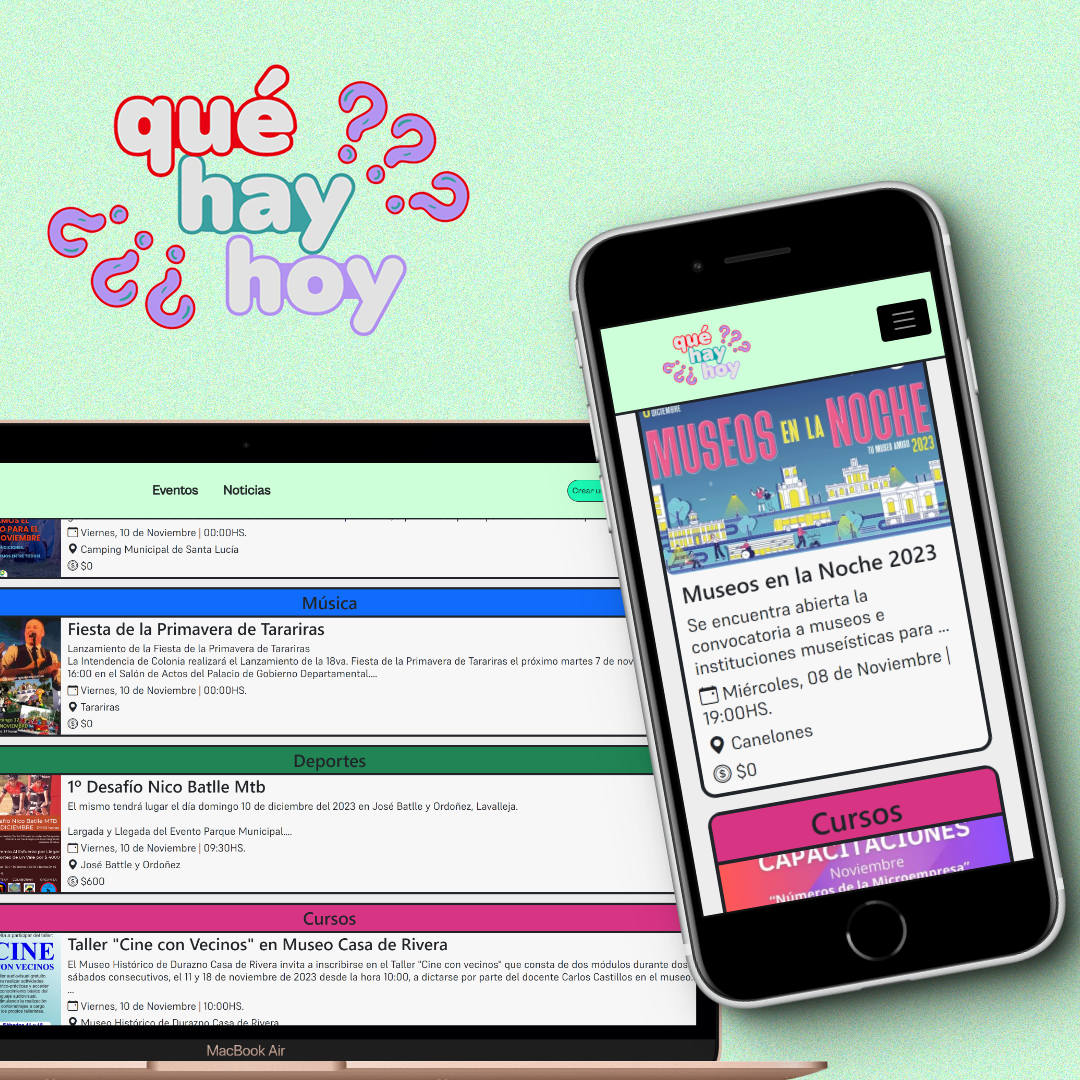 qué
hay
hoy
??? ¿¿¿
Eventos
Noticias
Crear u
NOVIEMBRE
Viernes, 10 de Noviembre | 00:00HS.
Camping Municipal de Santa Lucía
$0
Música
Fiesta de la Primavera de Tarariras
Lanzamiento de la Fiesta de la Primavera de Tarariras
La Intendencia de Colonia realizará el Lanzamiento de la 18va. Fiesta de la Primavera de Tarariras el próximo martes 7 de nov
16:00 en el Salón de Actos del Palacio de Gobierno Departamental....
Viernes, 10 de Noviembre | 00:00HS.
Tarariras
$0
Deportes
1º Desafío Nico Batlle Mtb
El mismo tendrá lugar el día domingo 10 de diciembre del 2023 en José Batlle y Ordoñez, Lavalleja.
Largada y Llegada del Evento Parque Municipal....
Viernes, 10 de Noviembre | 09:30HS.
José Battle y Ordoñez
$600
Cursos
CINE
ON VECINOS
Taller "Cine con Vecinos" en Museo Casa de Rivera
El Museo Histórico de Durazno Casa de Rivera invita a inscribirse en el Taller "Cine con vecinos" que consta de dos módulos durante dos
sábados consecutivos, el 11 y 18 de noviembre de 2023 desde la hora 10:00, a dictarse por parte del docente Carlos Castillos en el museo.
...
Viernes, 10 de Noviembre | 10:00HS.
Museo Histórico de Durazno Casa de Rivera
MacBook Air
qué
hay
hoy
??? ¿¿¿
DICIEMBRE
MUSEOS EN LA NOCHE
TU MUSEO AMIGO 2023
Museos en la Noche 2023
Se encuentra abierta la
convocatoria a museos e
instituciones museísticas para ...
Miércoles, 08 de Noviembre |
19:00HS.
Canelones
$0
Cursos
CAPACITACIONES
Noviembre
“Números de la Microempresa”